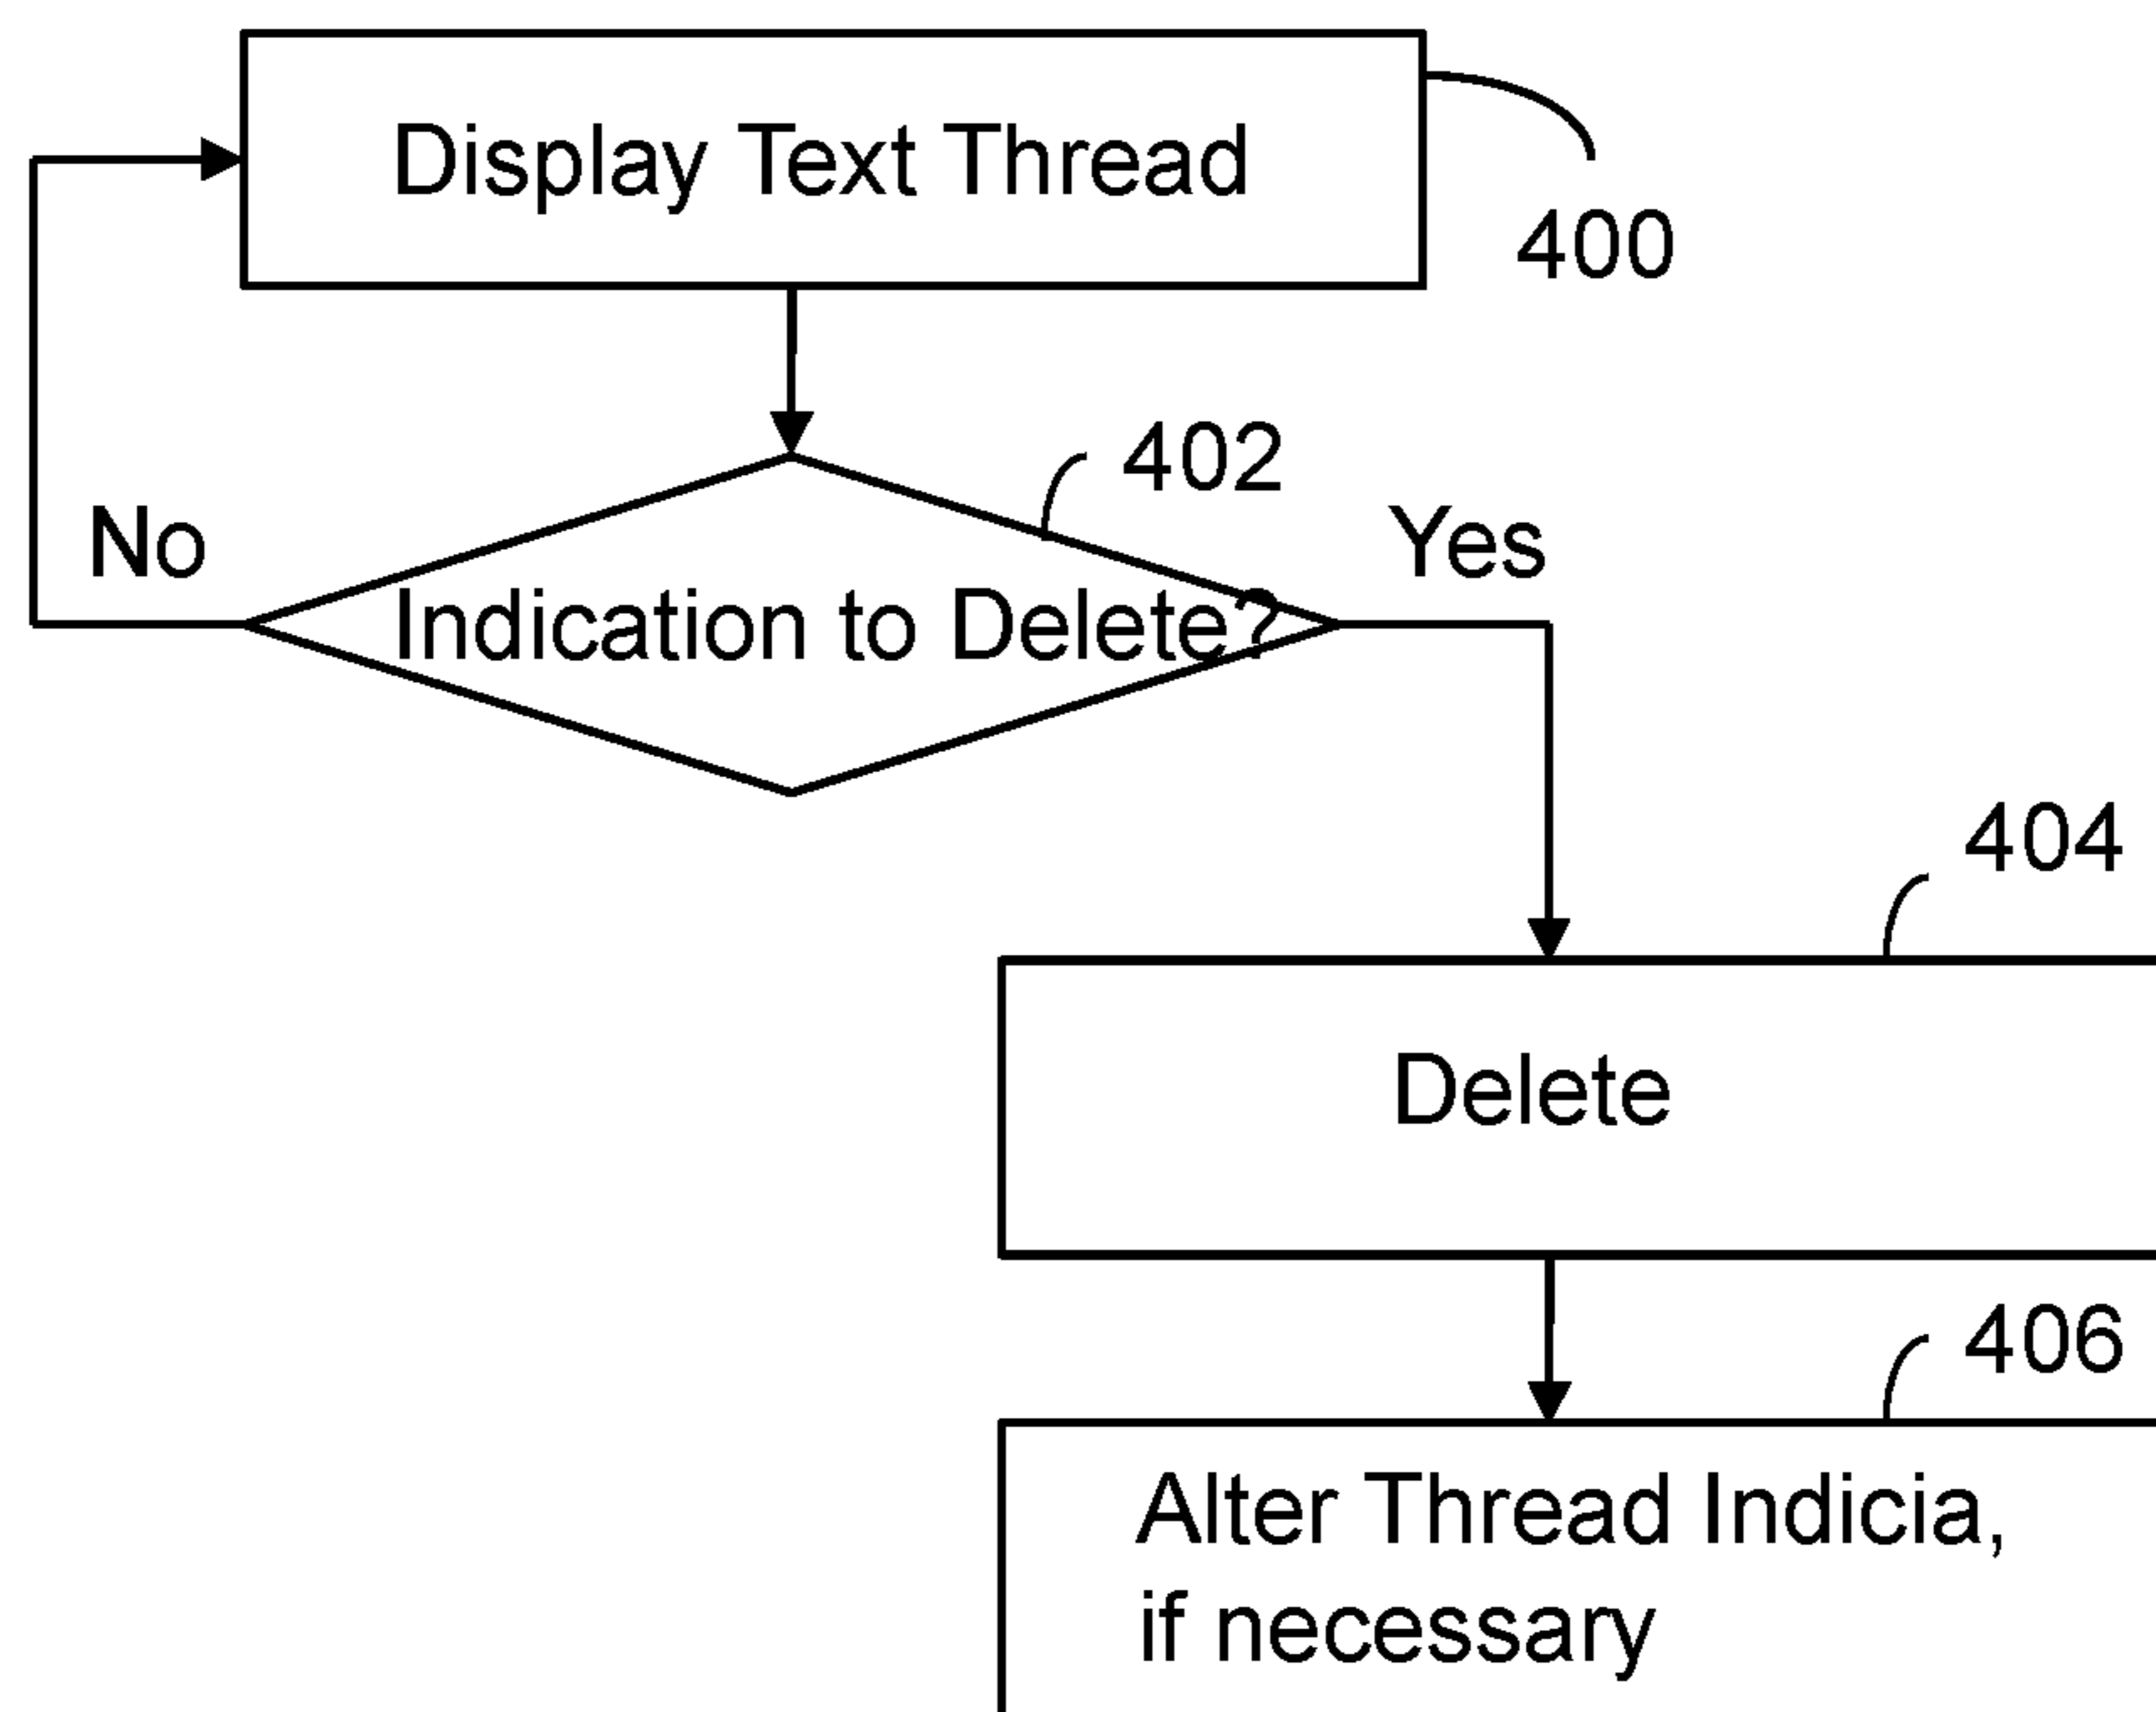 Display Text Thread
400
402
No
Yes
Indication to Delete?
404
Delete
406
Alter Thread Indicia,
if necessary